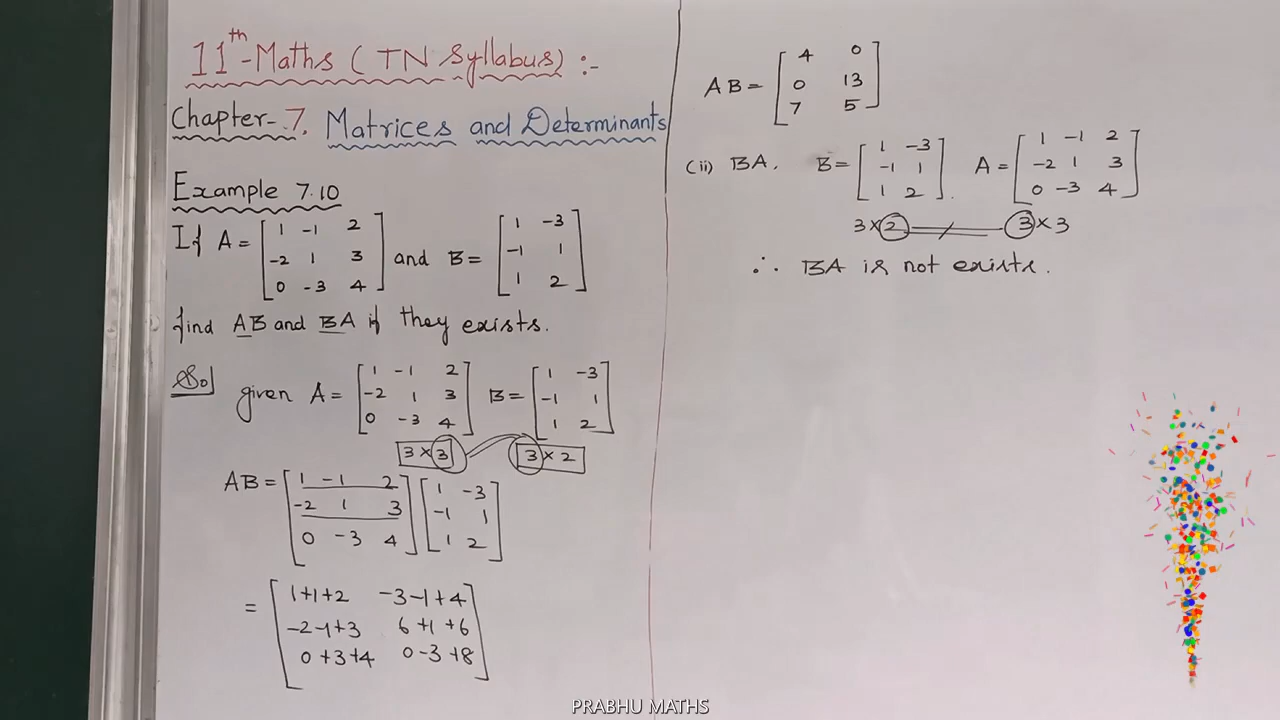 11th-Maths (TN Syllabus) :-
Chapter-7. Matrices and Determinants
Example 7.10
If A = [ 1 -1 2
-2 1 3
0 -3 4 ] and B = [ 1 -3
-1 1
1 2 ]
find AB and BA if they exists.
Sol
given A = [ 1 -1 2
-2 1 3
0 -3 4 ] B = [ 1 -3
-1 1
1 2 ]
3×3 3×2
AB = [ 1 -1 2
-2 1 3
0 -3 4 ] [ 1 -3
-1 1
1 2 ]
= [ 1+1+2 -3-1+4
-2-1+3 6+1+6
0+3+4 0-3+8 ]
AB = [ 4 0
0 13
7 5 ]
(ii) BA. B = [ 1 -3
-1 1
1 2 ]. A = [ 1 -1 2
-2 1 3
0 -3 4 ]
3×2 3×3
∴ BA is not exists.
PRABHU MATHS